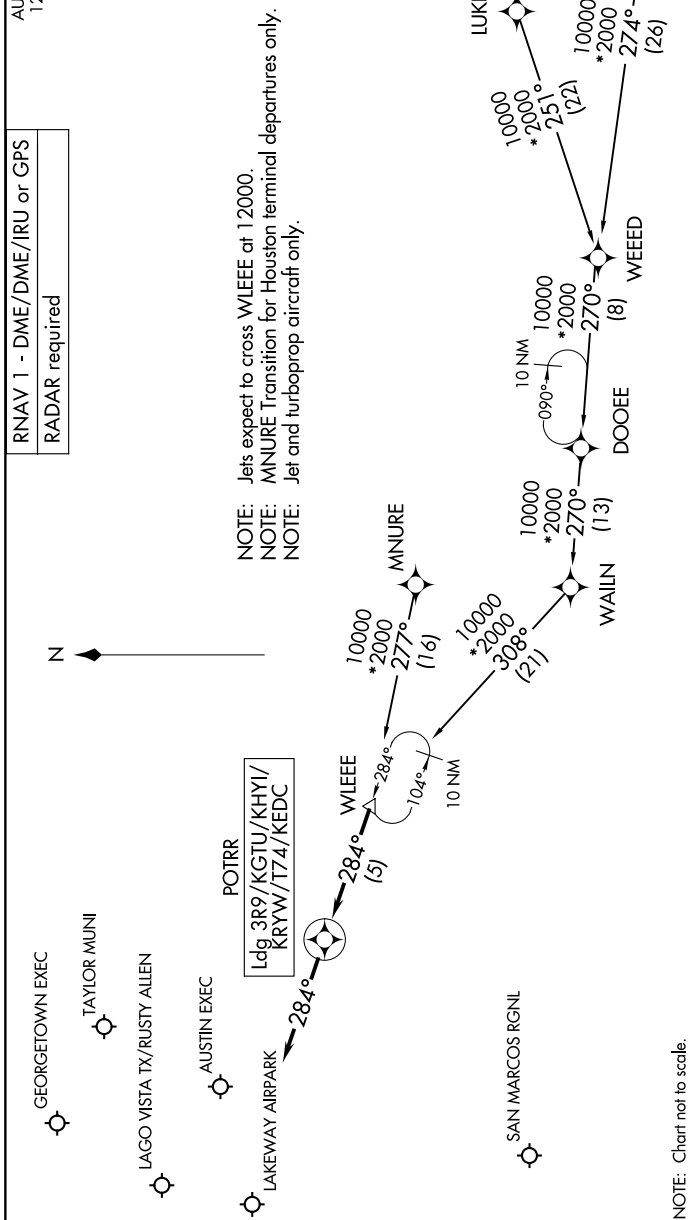 RNAV 1 - DME/DME/IRU or GPS
RADAR required
NOTE: Jets expect to cross WLEEE at 12000.
NOTE: MNURE Transition for Houston terminal departures only.
NOTE: Jet and turboprop aircraft only.
N
GEORGETOWN EXEC
TAYLOR MUNI
LAGO VISTA TX/RUSTY ALLEN
AUSTIN EXEC
LAKEWAY AIRPARK
SAN MARCOS RGNL
POTRR
Ldg 3R9/KGTU/KHYI/
KRYW/T74/KEDC
284°
284°
(5)
WLEEE
284°
104°
10 NM
MNURE
10000
*2000
277°
(16)
10000
*2000
308°
(21)
WAILN
10000
*2000
270°
(13)
DOOEE
090°
10 NM
10000
*2000
270°
(8)
WEEED
10000
*2000
251°
(22)
10000
*2000
274°
(26)
NOTE: Chart not to scale.